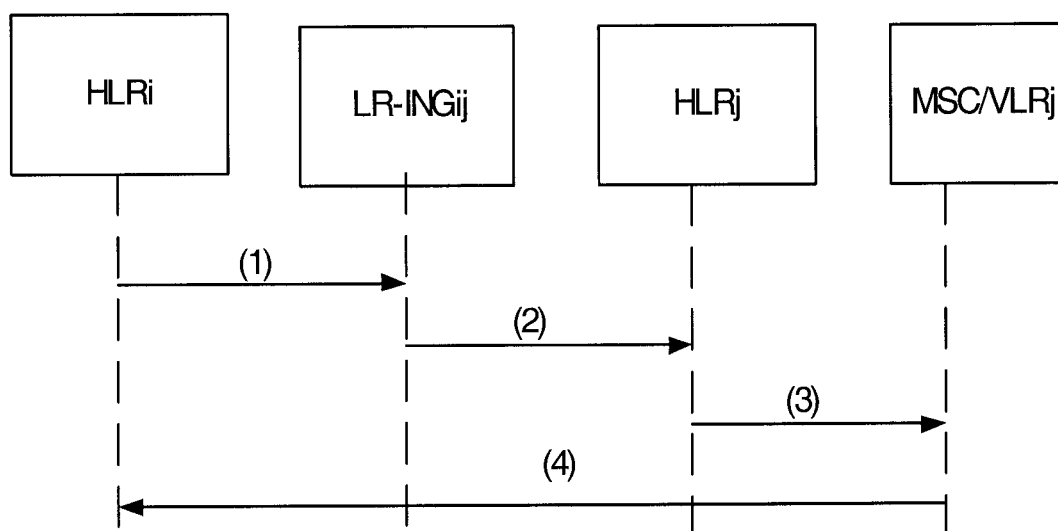 HLRi
LR-INGij
HLRj
MSC/VLRj
(1)
(2)
(3)
(4)